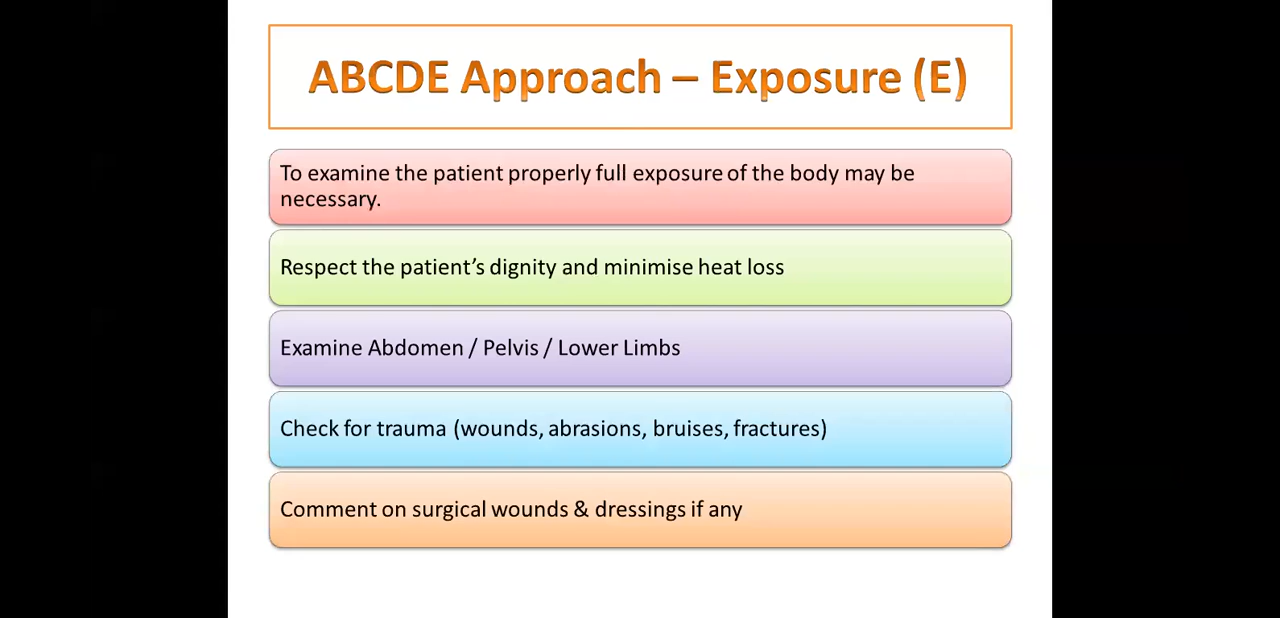 ABCDE Approach – Exposure (E)
To examine the patient properly full exposure of the body may be
necessary.
Respect the patient’s dignity and minimise heat loss
Examine Abdomen / Pelvis / Lower Limbs
Check for trauma (wounds, abrasions, bruises, fractures)
Comment on surgical wounds & dressings if any